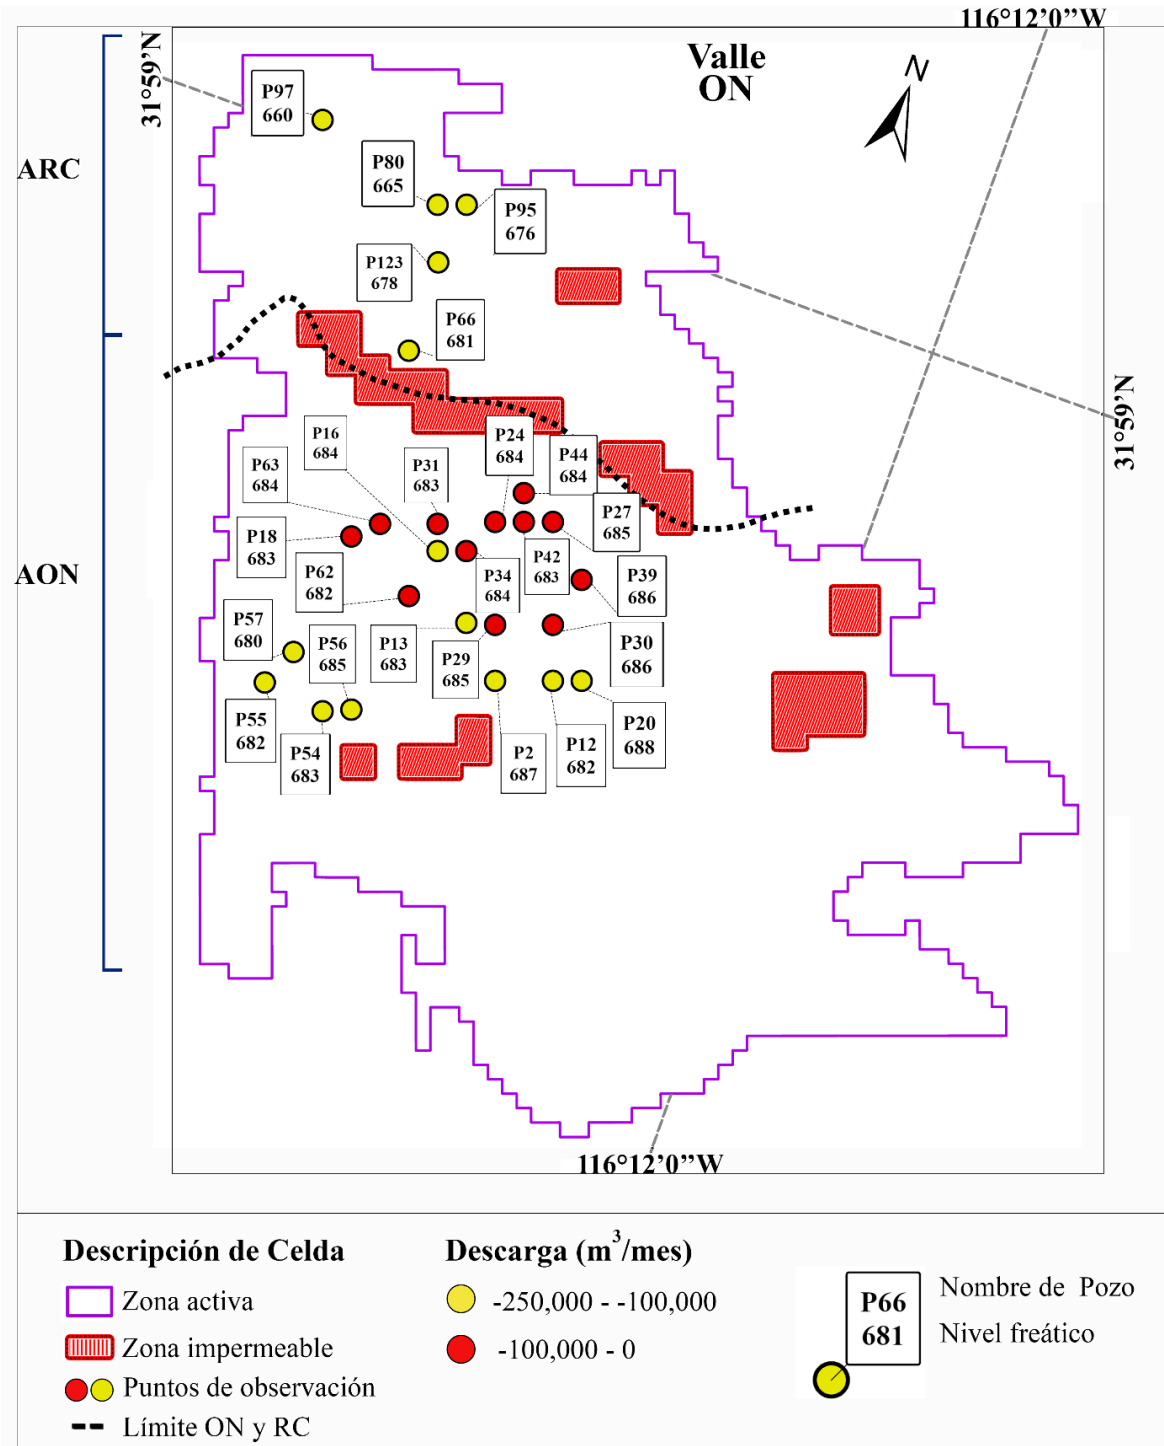 116°12’0’’W
31°59’N
Valle
ON
N
ARC
P97
660
P80
665
P95
676
P123
678
P66
681
31°59’N
P16
684
P24
684
P44
684
P63
684
P31
683
P27
685
P18
683
P62
682
P34
684
P42
683
P39
686
AON
P57
680
P56
685
P13
683
P29
685
P30
686
P55
682
P54
683
P2
687
P12
682
P20
688
116°12’0’’W
Descripción de Celda
Zona activa
Zona impermeable
Puntos de observación
Límite ON y RC
Descarga (m³/mes)
-250,000 - -100,000
-100,000 - 0
P66
681
Nombre de Pozo
Nivel freático